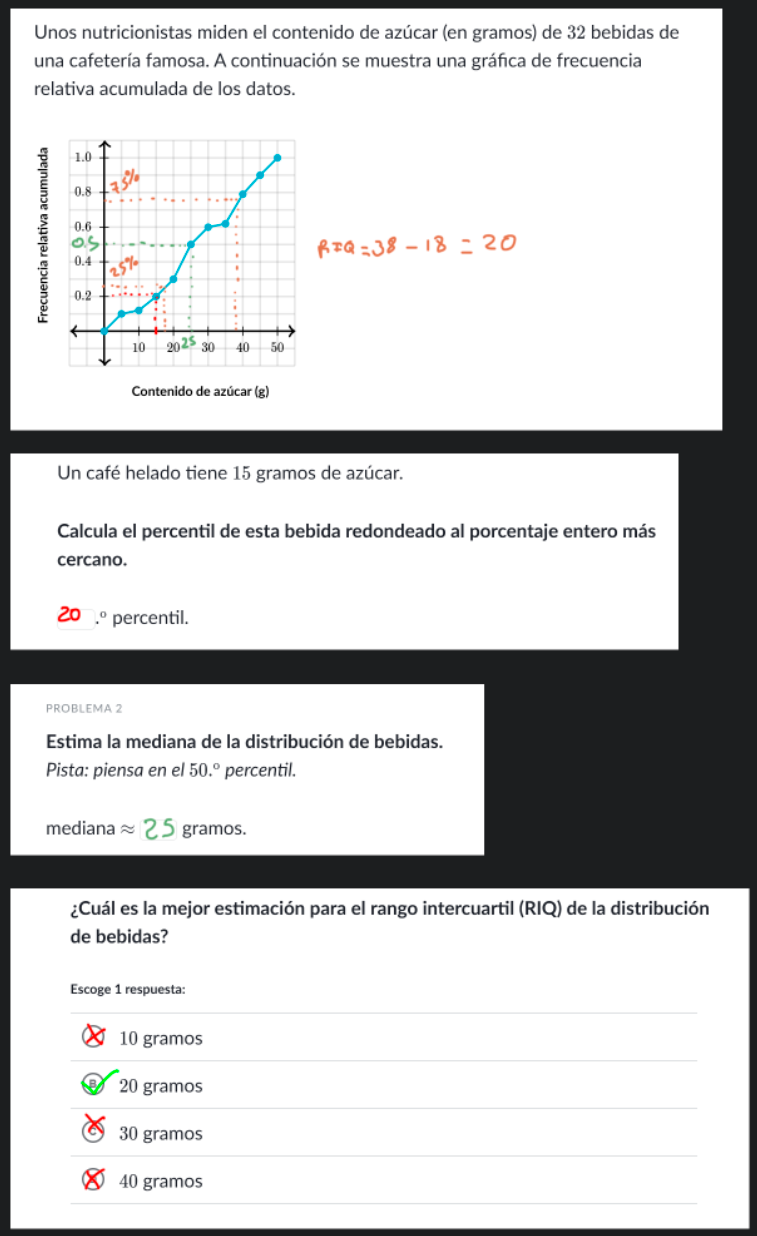 Unos nutricionistas miden el contenido de azúcar (en gramos) de 32 bebidas de
una cafetería famosa. A continuación se muestra una gráfica de frecuencia
relativa acumulada de los datos.
Frecuencia relativa acumulada
1.0
75%
0.8
0.6
0.5
RIQ = 38 - 18 = 20
0.4
25%
0.2
10 20 25 30 40 50
Contenido de azúcar (g)
Un café helado tiene 15 gramos de azúcar.
Calcula el percentil de esta bebida redondeado al porcentaje entero más
cercano.
20 .º percentil.
PROBLEMA 2
Estima la mediana de la distribución de bebidas.
Pista: piensa en el 50.º percentil.
mediana ≈ 25 gramos.
¿Cuál es la mejor estimación para el rango intercuartil (RIQ) de la distribución
de bebidas?
Escoge 1 respuesta:
A 10 gramos
B 20 gramos
C 30 gramos
40 gramos